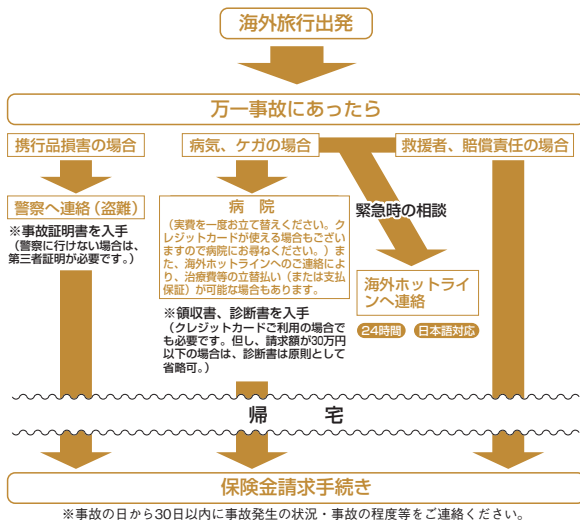 海外旅行出発
万一事故にあったら
携行品損害の場合
病気、ケガの場合
救援者、賠償責任の場合
警察へ連絡（盗難）
※事故証明書を入手
（警察に行けない場合は、
第三者証明が必要です。）
病　院
（実費を一度お立て替えください。ク
レジットカードが使える場合もござい
ますので病院にお尋ねください。）ま
た、海外ホットラインへのご連絡によ
り、治療費等の立替払い（または支払
保証）が可能な場合もあります。
※領収書、診断書を入手
（クレジットカードご利用の場合で
も必要です。但し、請求額が30万円
以下の場合は、診断書は原則として
省略可。）
緊急時の相談
海外ホットライ
ンへ連絡
24時間　日本語対応
帰　宅
保険金請求手続き
※事故の日から30日以内に事故発生の状況・事故の程度等をご連絡ください。